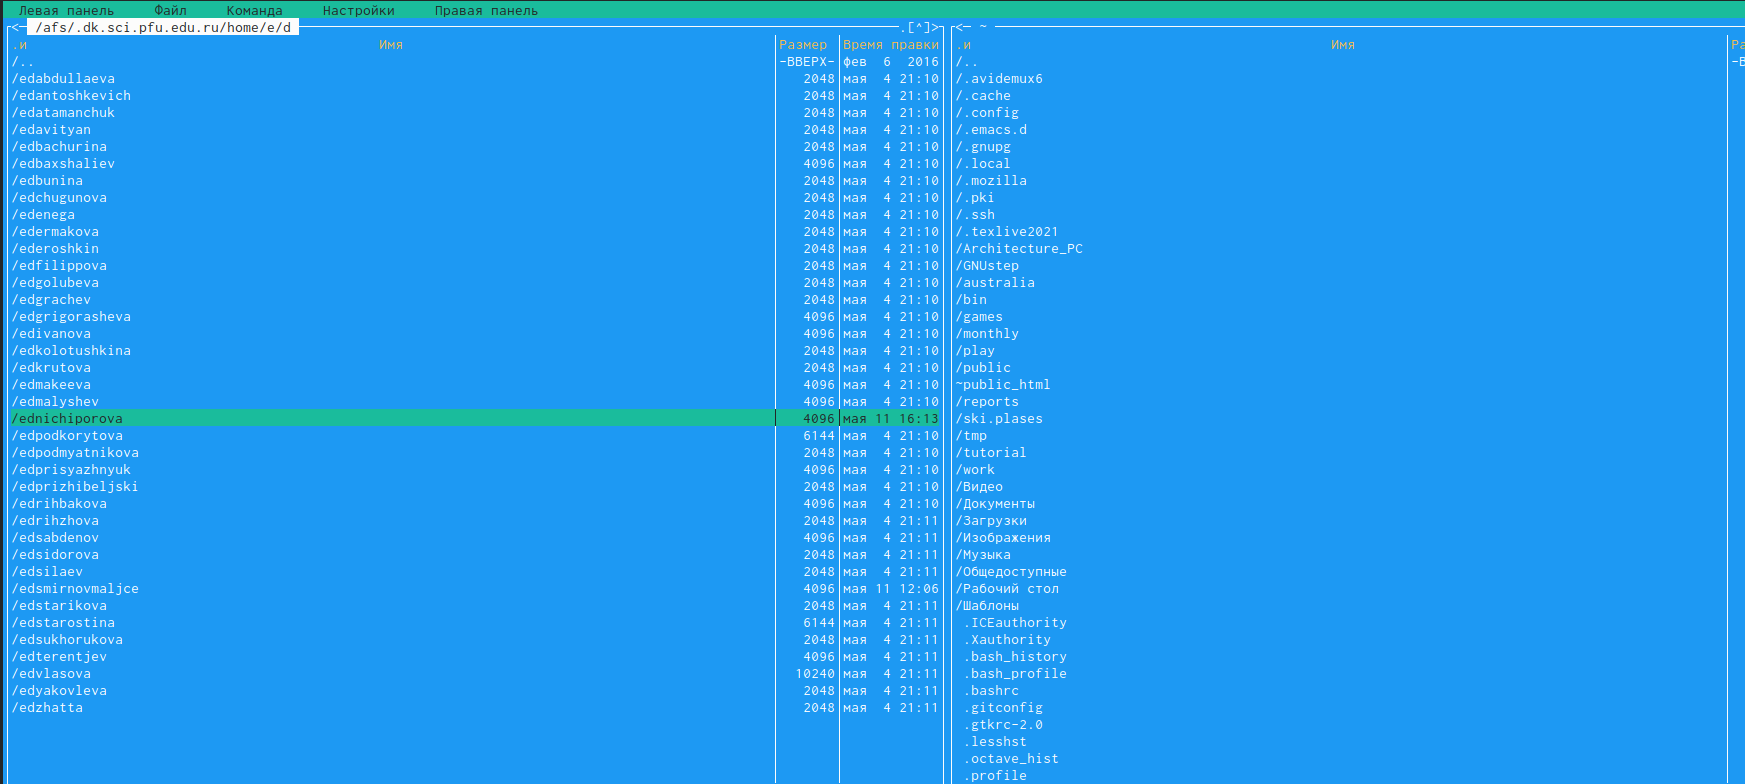 Левая панель Файл Команда Настройки Правая панель
<─ /afs/.dk.sci.pfu.edu.ru/home/e/d .[^]>
.и Имя Размер Время правки
/.. -ВВЕРХ- фев 6 2016
/edabdullaeva 2048 мая 4 21:10
/edantoshkevich 2048 мая 4 21:10
/edatamanchuk 2048 мая 4 21:10
/edavityan 2048 мая 4 21:10
/edbachurina 2048 мая 4 21:10
/edbaxshaliev 4096 мая 4 21:10
/edbunina 2048 мая 4 21:10
/edchugunova 2048 мая 4 21:10
/edenega 2048 мая 4 21:10
/edermakova 2048 мая 4 21:10
/ederoshkin 2048 мая 4 21:10
/edfilippova 2048 мая 4 21:10
/edgolubeva 2048 мая 4 21:10
/edgrachev 2048 мая 4 21:10
/edgrigorasheva 4096 мая 4 21:10
/edivanova 4096 мая 4 21:10
/edkolotushkina 2048 мая 4 21:10
/edkrutova 2048 мая 4 21:10
/edmakeeva 4096 мая 4 21:10
/edmalyshev 4096 мая 4 21:10
/ednichiporova 4096 мая 11 16:13
/edpodkorytova 6144 мая 4 21:10
/edpodmyatnikova 2048 мая 4 21:10
/edprisyazhnyuk 4096 мая 4 21:10
/edprizhibeljski 2048 мая 4 21:10
/edrihbakova 4096 мая 4 21:10
/edrihzhova 2048 мая 4 21:11
/edsabdenov 4096 мая 4 21:11
/edsidorova 2048 мая 4 21:11
/edsilaev 2048 мая 4 21:11
/edsmirnovmaljce 4096 мая 11 12:06
/edstarikova 2048 мая 4 21:11
/edstarostina 6144 мая 4 21:11
/edsukhorukova 2048 мая 4 21:11
/edterentjev 4096 мая 4 21:11
/edvlasova 10240 мая 4 21:11
/edyakovleva 2048 мая 4 21:11
/edzhatta 2048 мая 4 21:11
<─ ~
.и Имя Ра
/.. -В
/.avidemux6
/.cache
/.config
/.emacs.d
/.gnupg
/.local
/.mozilla
/.pki
/.ssh
/.texlive2021
/Architecture_PC
/GNUstep
/australia
/bin
/games
/monthly
/play
/public
~public_html
/reports
/ski.plases
/tmp
/tutorial
/work
/Видео
/Документы
/Загрузки
/Изображения
/Музыка
/Общедоступные
/Рабочий стол
/Шаблоны
.ICEauthority
.Xauthority
.bash_history
.bash_profile
.bashrc
.gitconfig
.gtkrc-2.0
.lesshst
.octave_hist
.profile